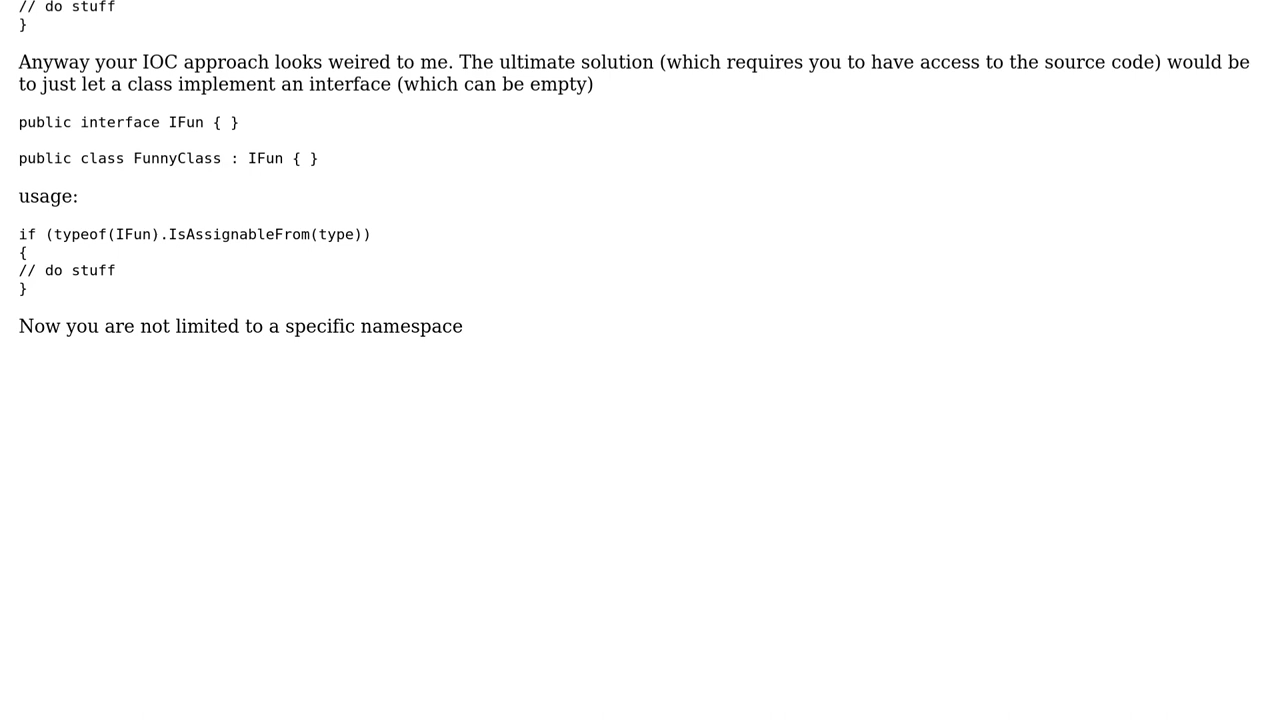 // do stuff
}
Anyway your IOC approach looks weired to me. The ultimate solution (which requires you to have access to the source code) would be
to just let a class implement an interface (which can be empty)
public interface IFun { }
public class FunnyClass : IFun { }
usage:
if (typeof(IFun).IsAssignableFrom(type))
{
// do stuff
}
Now you are not limited to a specific namespace